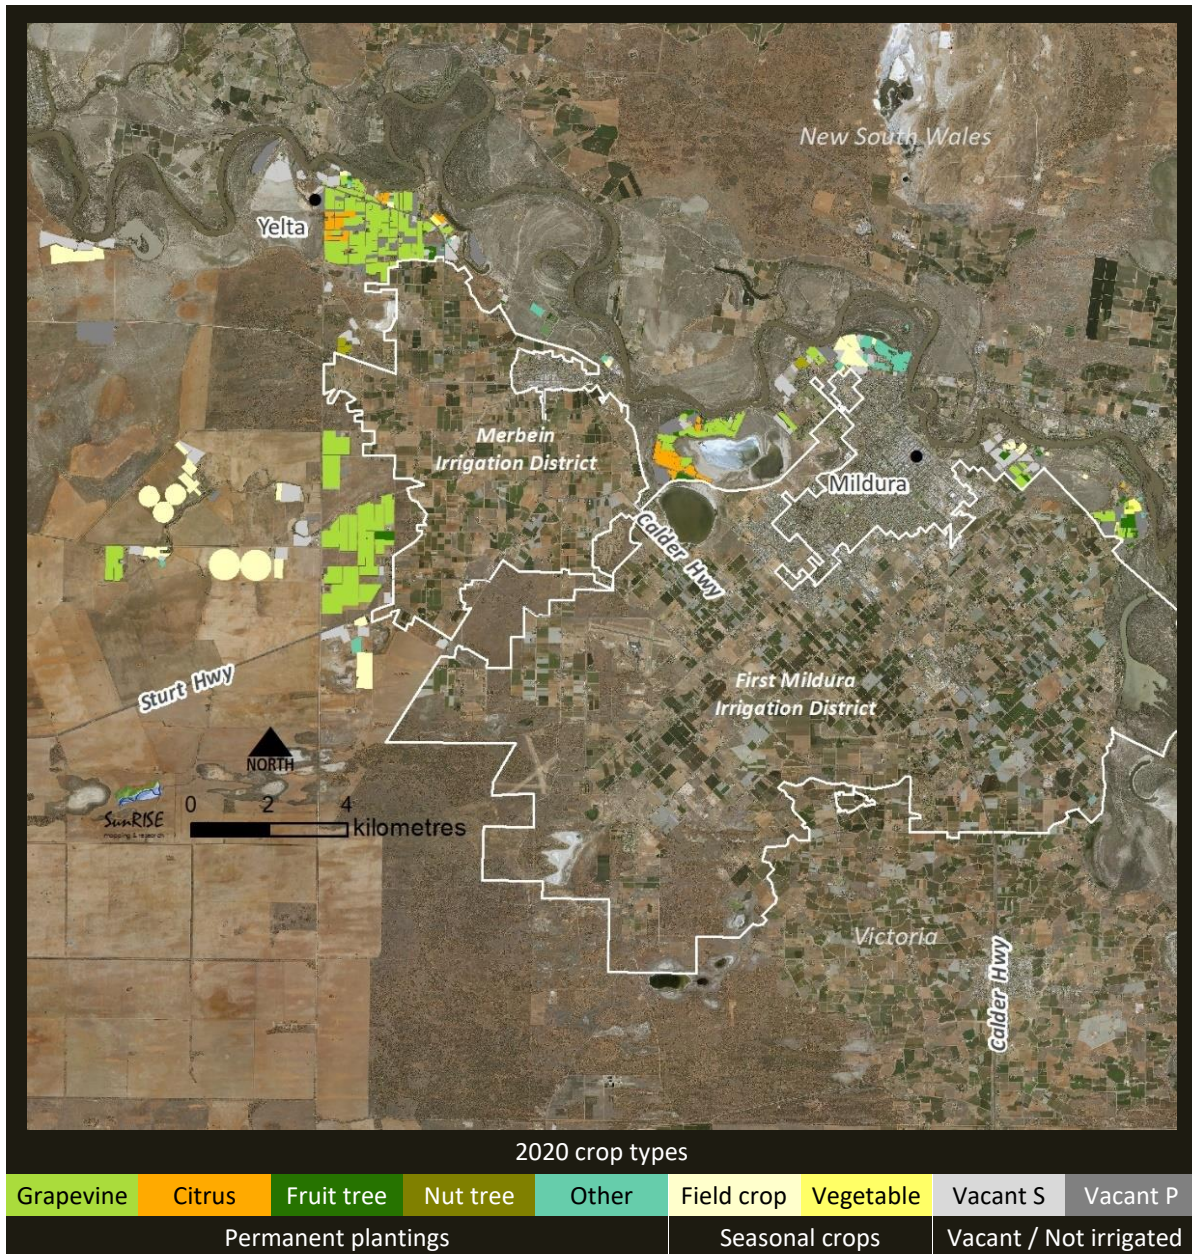 New South Wales
Yelta
Merbein
Irrigation District
Mildura
Calder Hwy
Sturt Hwy
First Mildura
Irrigation District
NORTH
SunRISE
mapping & research
0 2 4
kilometres
Victoria
Calder Hwy
2020 crop types
Grapevine Citrus Fruit tree Nut tree Other Field crop Vegetable Vacant S Vacant P
Permanent plantings Seasonal crops Vacant / Not irrigated